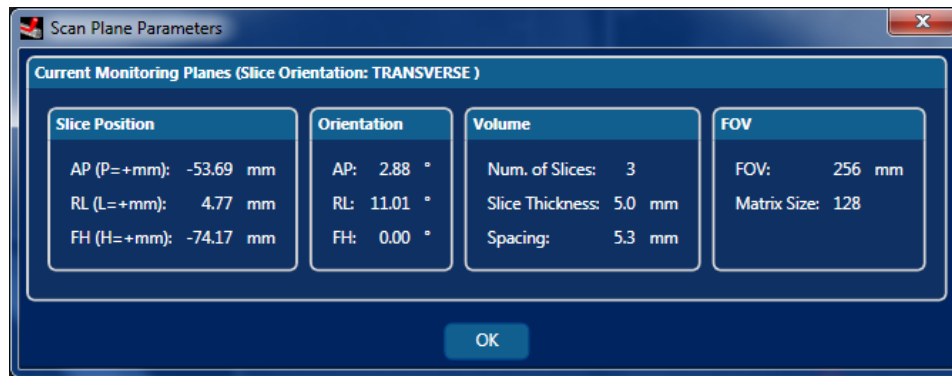 Scan Plane Parameters
Current Monitoring Planes (Slice Orientation: TRANSVERSE )
Slice Position
AP (P=+mm): -53.69 mm
RL (L=+mm): 4.77 mm
FH (H=+mm): -74.17 mm
Orientation
AP: 2.88 °
RL: 11.01 °
FH: 0.00 °
Volume
Num. of Slices: 3
Slice Thickness: 5.0 mm
Spacing: 5.3 mm
FOV
FOV: 256 mm
Matrix Size: 128
OK